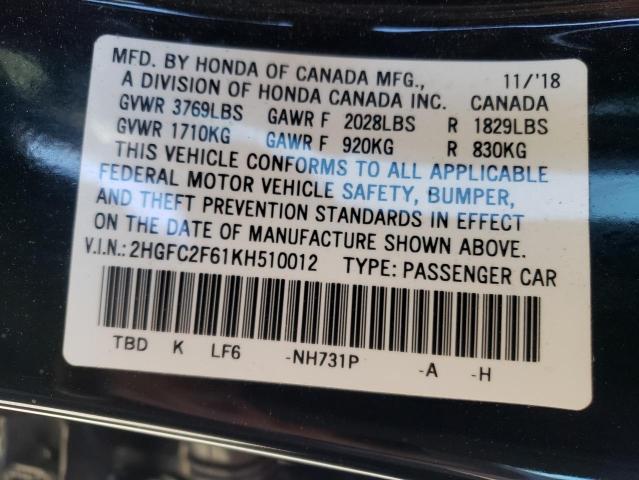 MFD. BY HONDA OF CANADA MFG., 11/'18
A DIVISION OF HONDA CANADA INC. CANADA
GVWR 3769LBS GAWR F 2028LBS R 1829LBS
GVWR 1710KG GAWR F 920KG R 830KG
THIS VEHICLE CONFORMS TO ALL APPLICABLE
FEDERAL MOTOR VEHICLE SAFETY, BUMPER,
AND THEFT PREVENTION STANDARDS IN EFFECT
ON THE DATE OF MANUFACTURE SHOWN ABOVE.
V.I.N.: 2HGFC2F61KH510012 TYPE: PASSENGER CAR
TBD K LF6 -NH731P -A -H